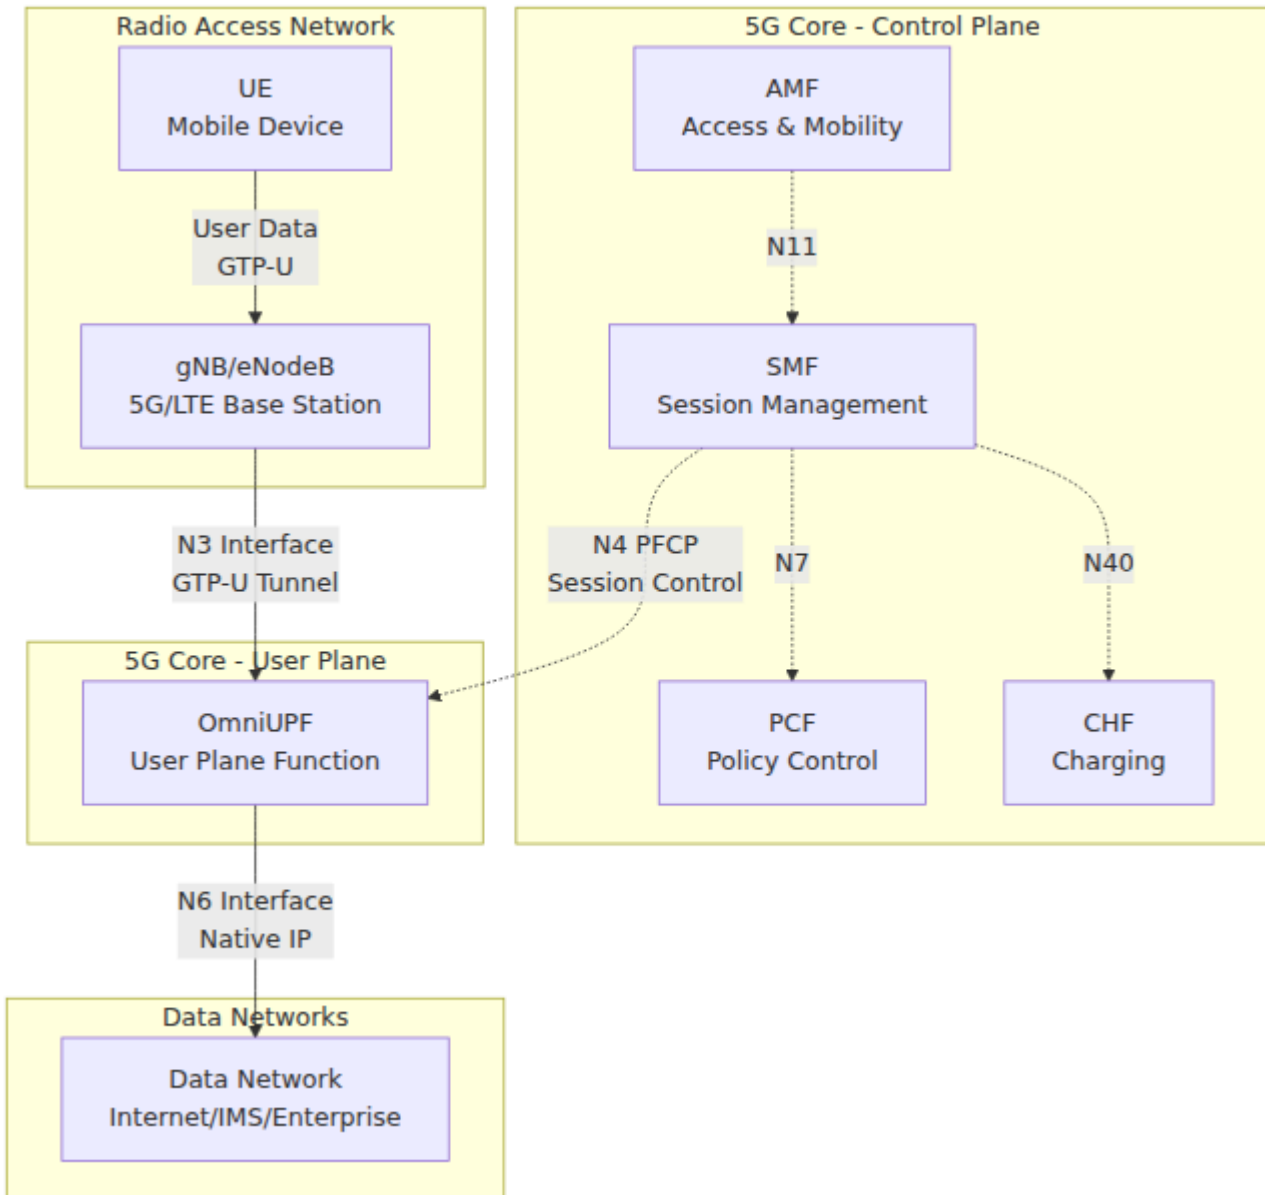 Radio Access Network
UE
Mobile Device
User Data
GTP-U
gNB/eNodeB
5G/LTE Base Station
N3 Interface
GTP-U Tunnel
5G Core - User Plane
OmniUPF
User Plane Function
N6 Interface
Native IP
Data Networks
Data Network
Internet/IMS/Enterprise
5G Core - Control Plane
AMF
Access & Mobility
N11
SMF
Session Management
N4 PFCP
Session Control
N7
N40
PCF
Policy Control
CHF
Charging